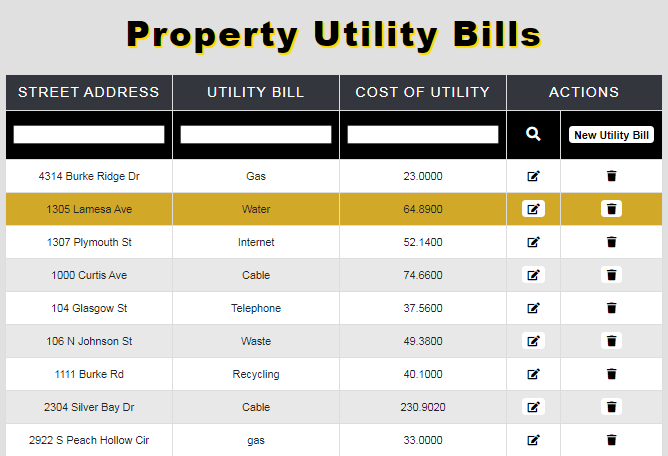 Property Utility Bills
STREET ADDRESS UTILITY BILL COST OF UTILITY ACTIONS
New Utility Bill
4314 Burke Ridge Dr Gas 23.0000
1305 Lamesa Ave Water 64.8900
1307 Plymouth St Internet 52.1400
1000 Curtis Ave Cable 74.6600
104 Glasgow St Telephone 37.5600
106 N Johnson St Waste 49.3800
1111 Burke Rd Recycling 40.1000
2304 Silver Bay Dr Cable 230.9020
2922 S Peach Hollow Cir gas 33.0000